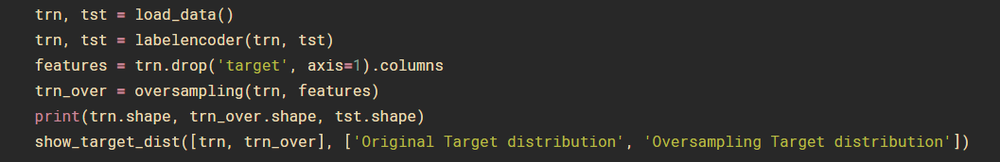 trn, tst = load_data()
trn, tst = labelencoder(trn, tst)
features = trn.drop('target', axis=1).columns
trn_over = oversampling(trn, features)
print(trn.shape, trn_over.shape, tst.shape)
show_target_dist([trn, trn_over], ['Original Target distribution', 'Oversampling Target distribution'])